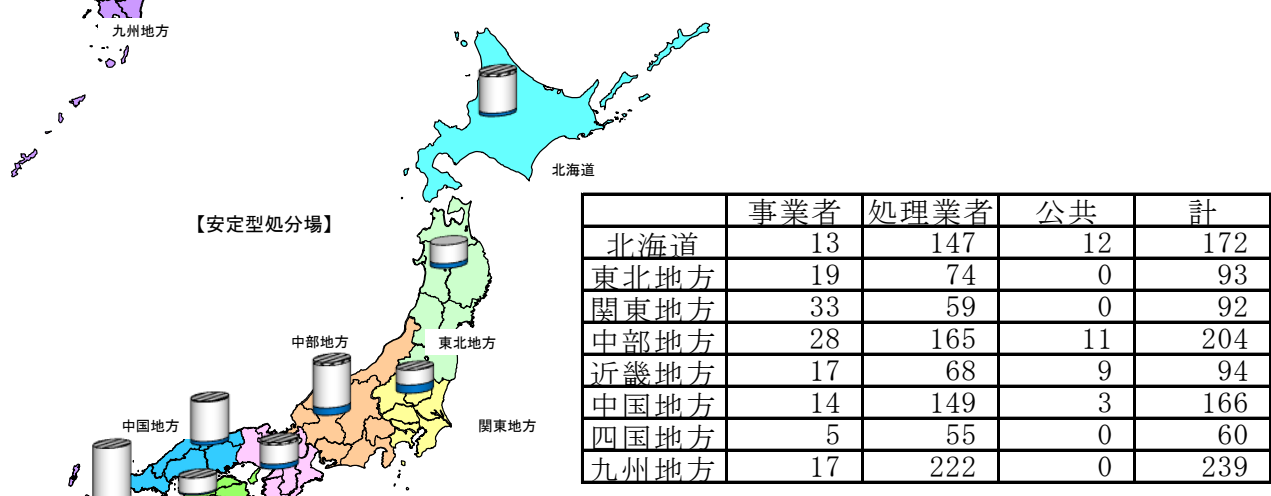 九州地方
北海道
【安定型処分場】
中部地方
東北地方
中国地方
関東地方
事業者 処理業者 公共 計
北海道 13 147 12 172
東北地方 19 74 0 93
関東地方 33 59 0 92
中部地方 28 165 11 204
近畿地方 17 68 9 94
中国地方 14 149 3 166
四国地方 5 55 0 60
九州地方 17 222 0 239